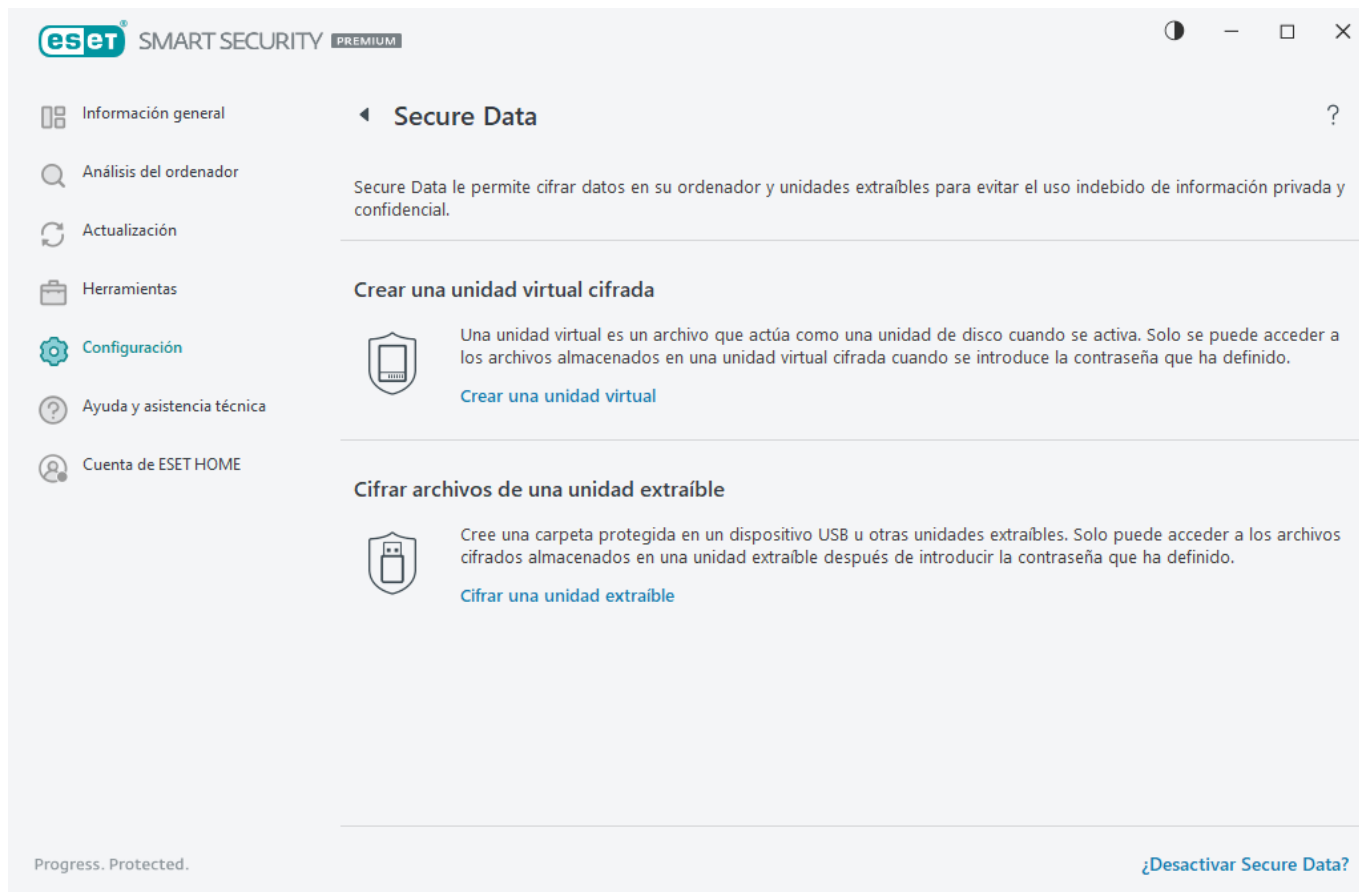 eset® SMART SECURITY PREMIUM
Información general
Análisis del ordenador
Actualización
Herramientas
Configuración
Ayuda y asistencia técnica
Cuenta de ESET HOME
Secure Data
?
Secure Data le permite cifrar datos en su ordenador y unidades extraíbles para evitar el uso indebido de información privada y
confidencial.
Crear una unidad virtual cifrada
Una unidad virtual es un archivo que actúa como una unidad de disco cuando se activa. Solo se puede acceder a
los archivos almacenados en una unidad virtual cifrada cuando se introduce la contraseña que ha definido.
Crear una unidad virtual
Cifrar archivos de una unidad extraíble
Cree una carpeta protegida en un dispositivo USB u otras unidades extraíbles. Solo puede acceder a los archivos
cifrados almacenados en una unidad extraíble después de introducir la contraseña que ha definido.
Cifrar una unidad extraíble
Progress. Protected.
¿Desactivar Secure Data?